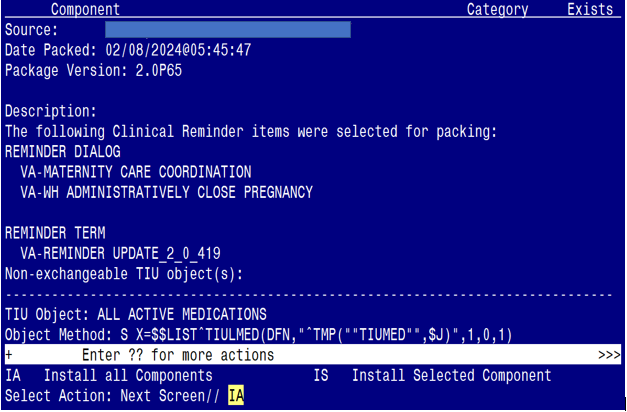 Component Category Exists
Source:
Date Packed: 02/08/2024@05:45:47
Package Version: 2.0P65
Description:
The following Clinical Reminder items were selected for packing:
REMINDER DIALOG
VA-MATERNITY CARE COORDINATION
VA-WH ADMINISTRATIVELY CLOSE PREGNANCY
REMINDER TERM
VA-REMINDER UPDATE_2_0_419
Non-exchangeable TIU object(s):
--------------------------------------------------------------------------------
TIU Object: ALL ACTIVE MEDICATIONS
Object Method: S X=$$LIST^TIULMED(DFN,"^TMP(""TIUMED"",$J)",1,0,1)
+ Enter ?? for more actions >>>
IA Install all Components IS Install Selected Component
Select Action: Next Screen// IA